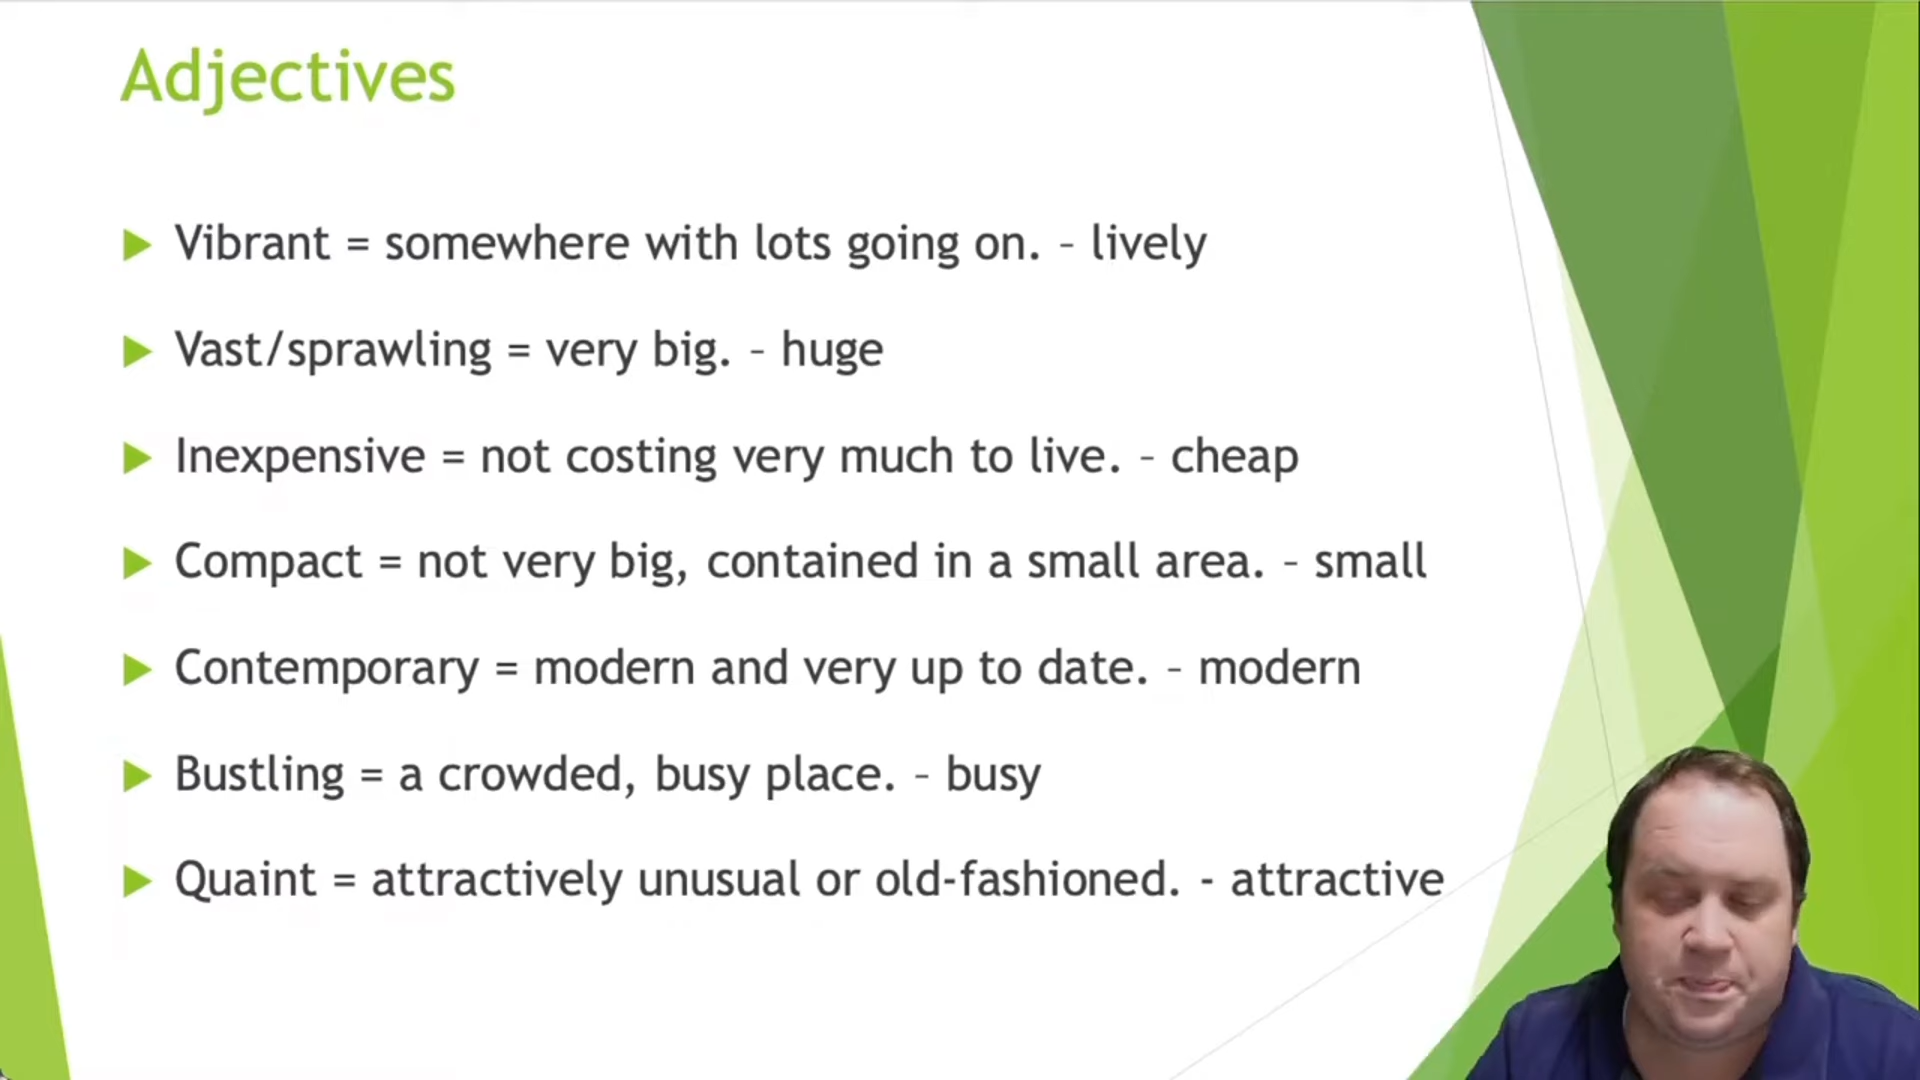 Adjectives
Vibrant = somewhere with lots going on. – lively
Vast/sprawling = very big. – huge
Inexpensive = not costing very much to live. – cheap
Compact = not very big, contained in a small area. – small
Contemporary = modern and very up to date. – modern
Bustling = a crowded, busy place. – busy
Quaint = attractively unusual or old-fashioned. - attractive